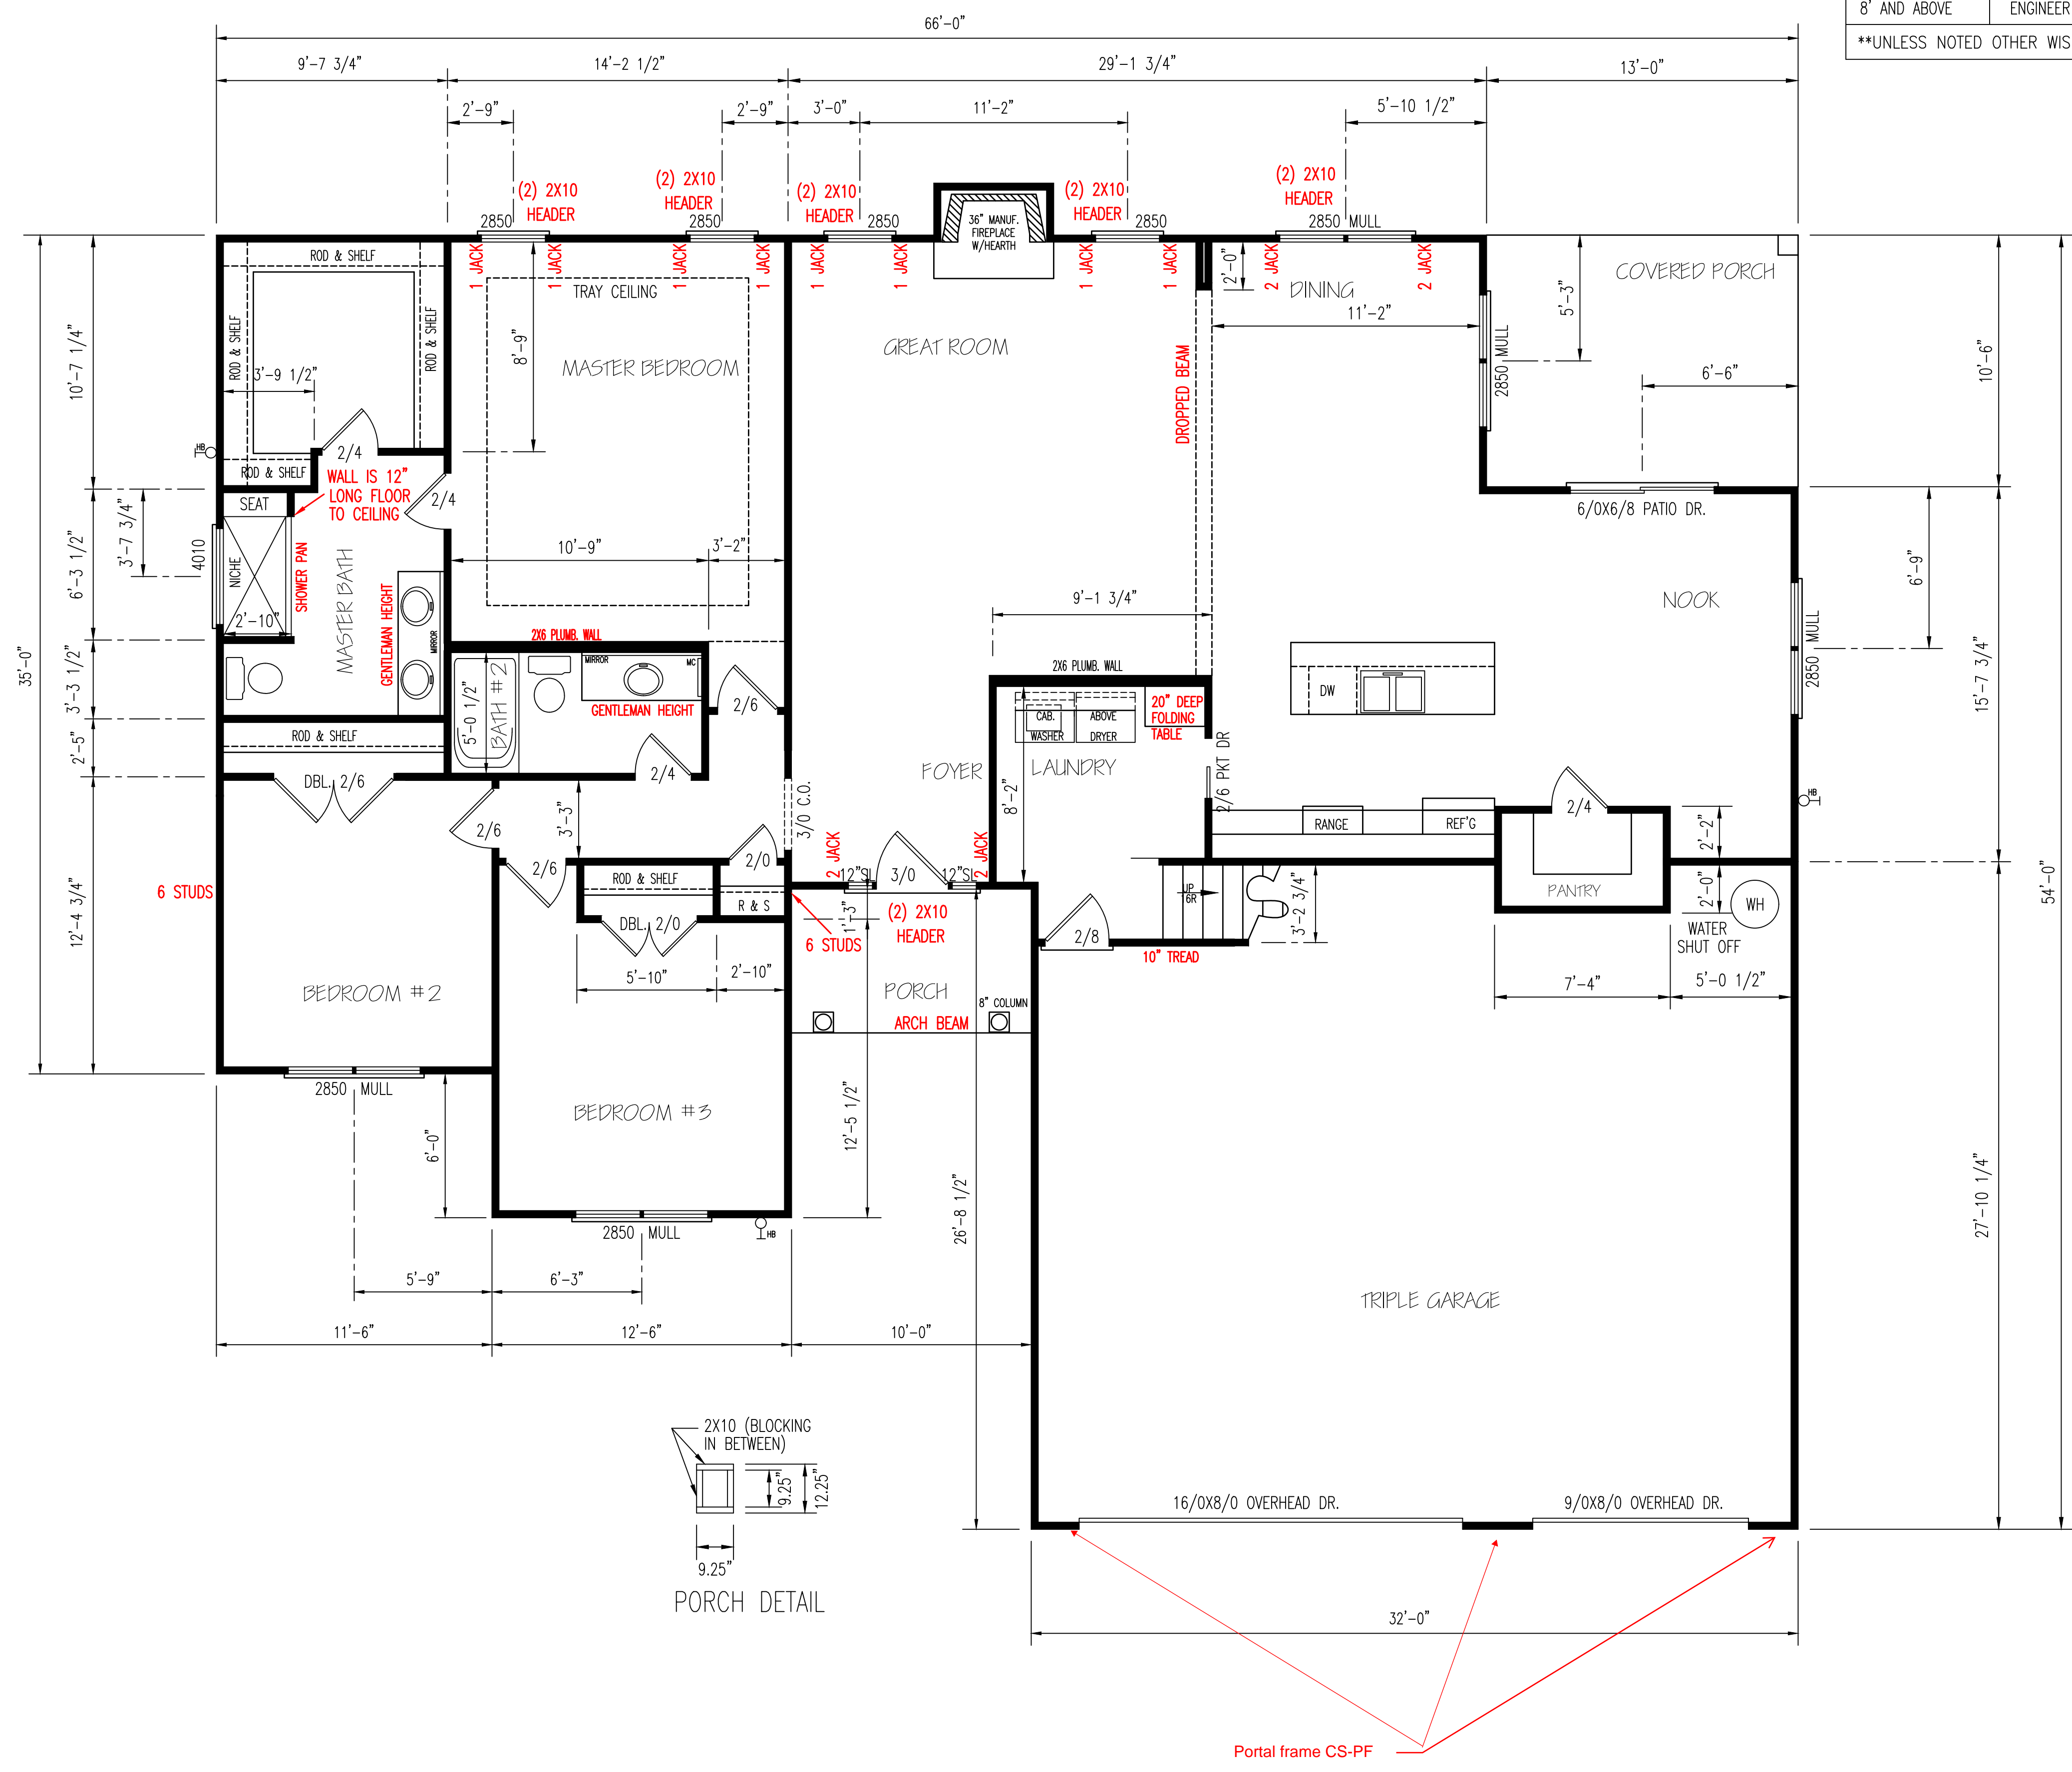 8' AND ABOVE
ENGINEER
**UNLESS NOTED OTHER WIS
66'-0"
9'-7 3/4"
14'-2 1/2"
29'-1 3/4"
13'-0"
2'-9"
2'-9"
3'-0"
11'-2"
5'-10 1/2"
(2) 2X10
HEADER
(2) 2X10
HEADER
(2) 2X10
HEADER
(2) 2X10
HEADER
(2) 2X10
HEADER
2850
2850
2850
2850
2850 MULL
36" MANUF.
FIREPLACE
W/HEARTH
1 JACK
1 JACK
1 JACK
1 JACK
1 JACK
1 JACK
1 JACK
1 JACK
2 JACK
2 JACK
ROD & SHELF
ROD & SHELF
ROD & SHELF
ROD & SHELF
3'-9 1/2"
2/4
TRAY CEILING
8'-9"
MASTER BEDROOM
GREAT ROOM
DROPPED BEAM
2'-0"
DINING
11'-2"
2850 MULL
COVERED PORCH
5'-3"
6'-6"
6/0X6/8 PATIO DR.
10'-6"
35'-0"
10'-7 1/4"
6'-3 1/2"
3'-3 1/2"
2'-5"
12'-4 3/4"
3'-7 3/4"
HB
4010
WALL IS 12"
LONG FLOOR
TO CEILING
SEAT
NICHE
2'-10"
SHOWER PAN
MASTER BATH
GENTLEMAN HEIGHT
MIRROR
2/4
10'-9"
3'-2"
2X6 PLUMB. WALL
5'-0 1/2"
BATH #2
MIRROR
MC
GENTLEMAN HEIGHT
2/6
2/4
9'-1 3/4"
2X6 PLUMB. WALL
CAB.
ABOVE
WASHER
DRYER
20" DEEP
FOLDING
TABLE
FOYER
LAUNDRY
8'-2"
2/6 PKT DR
DW
NOOK
6'-9"
2850 MULL
15'-7 3/4"
54'-0"
HB
RANGE
REF'G
2/4
2'-2"
PANTRY
2'-0"
WH
WATER
SHUT OFF
7'-4"
5'-0 1/2"
ROD & SHELF
DBL. 2/6
2/6
3'-3"
3/0 C.O.
2/6
2/0
ROD & SHELF
R & S
DBL. 2/0
5'-10"
2'-10"
6 STUDS
6 STUDS
2 JACK
2 JACK
12"SL
3/0
12"SL
1'-3"
(2) 2X10
HEADER
UP
16R
3'-2 3/4"
2/8
10" TREAD
PORCH
8" COLUMN
ARCH BEAM
BEDROOM #2
2850 MULL
BEDROOM #3
2850 MULL
HB
6'-0"
12'-5 1/2"
26'-8 1/2"
27'-10 1/4"
5'-9"
6'-3"
11'-6"
12'-6"
10'-0"
TRIPLE GARAGE
16/0X8/0 OVERHEAD DR.
9/0X8/0 OVERHEAD DR.
2X10 (BLOCKING
IN BETWEEN)
9.25"
12.25"
9.25"
PORCH DETAIL
32'-0"
Portal frame CS-PF